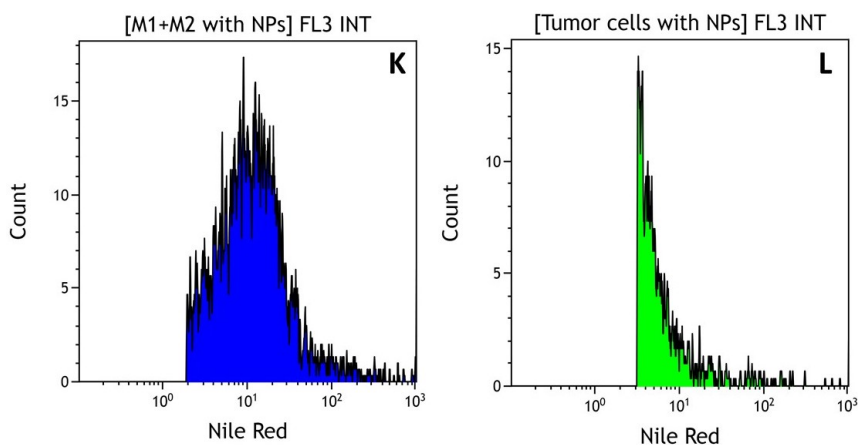 [M1+M2 with NPs] FL3 INT
K
Count
15
10
5
0
10⁰ 10¹ 10² 10³
Nile Red
[Tumor cells with NPs] FL3 INT
L
Count
15
10
5
0
10⁰ 10¹ 10² 10³
Nile Red